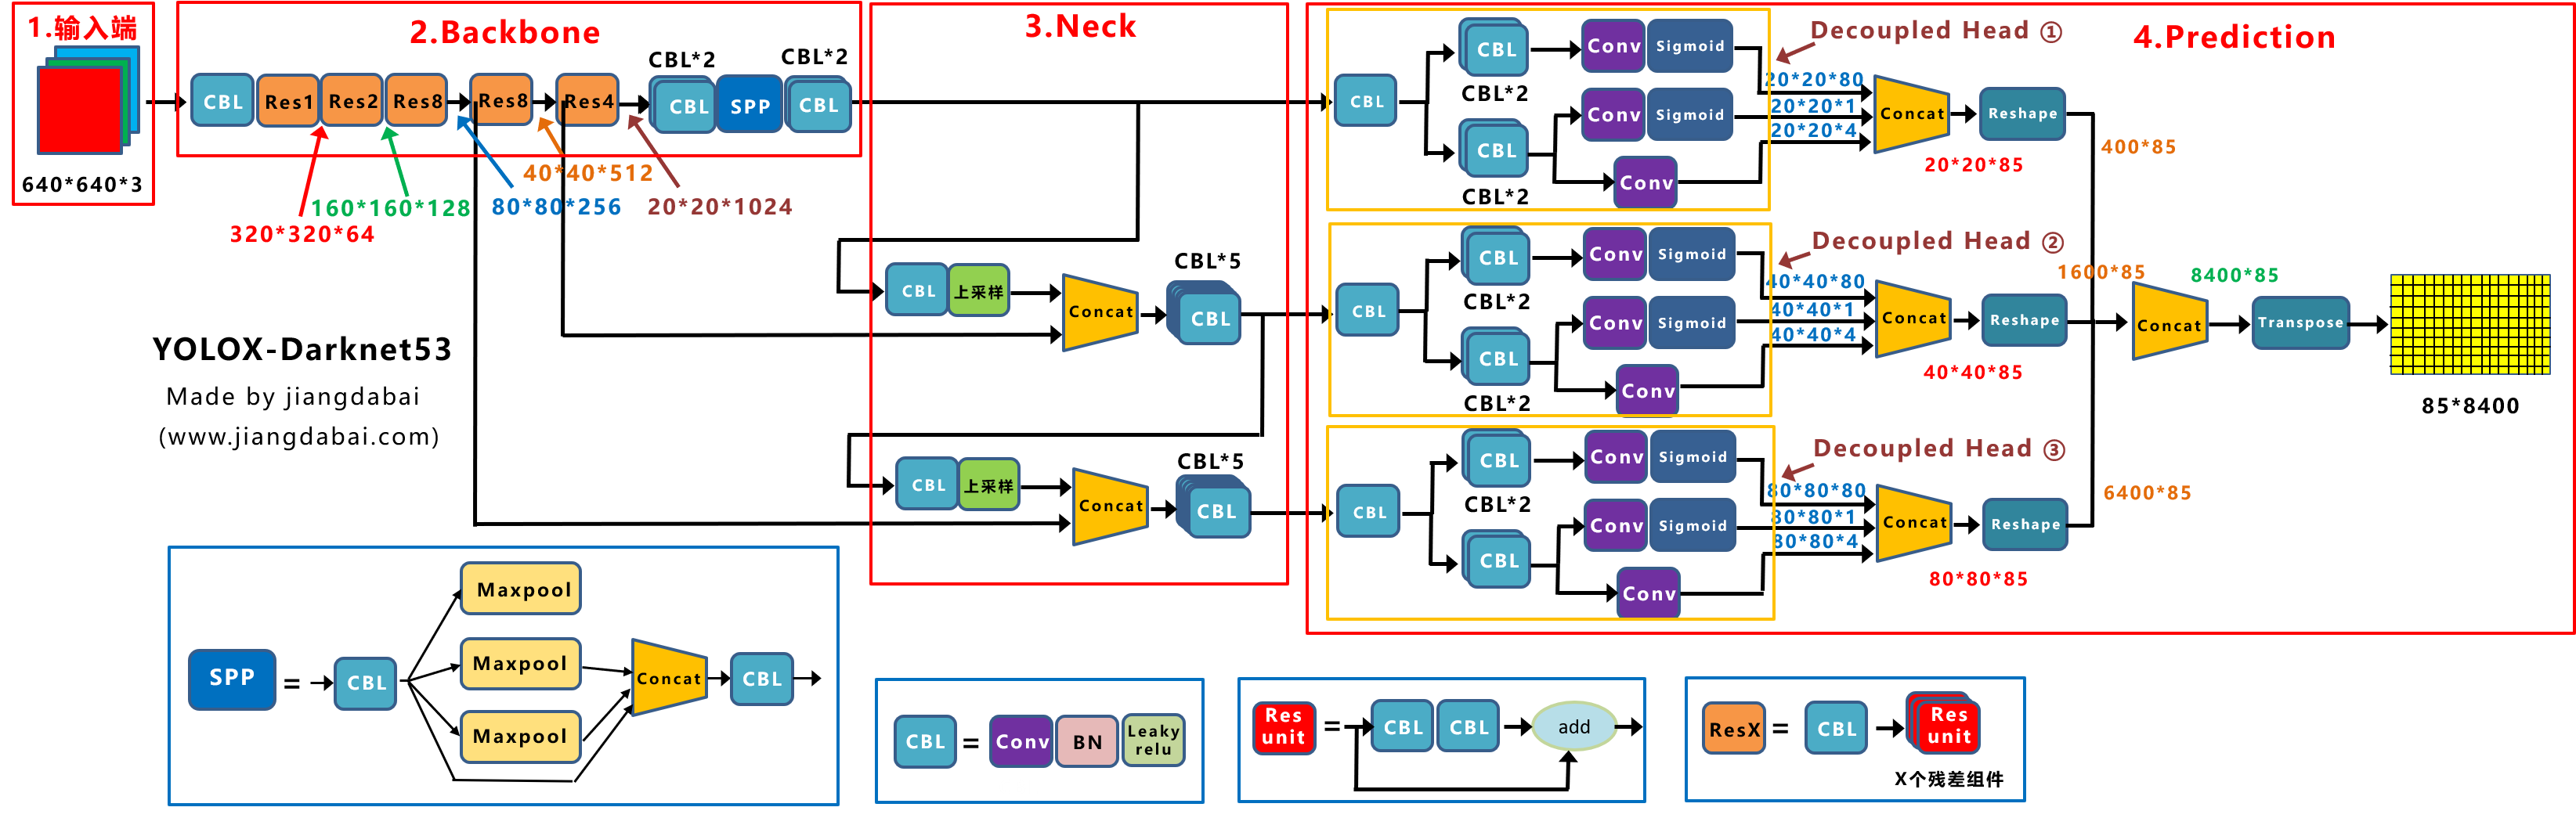 1.输入端
640*640*3
2.Backbone
CBL
Res1
Res2
Res8
Res8
Res4
CBL*2
CBL
SPP
CBL*2
CBL
320*320*64
160*160*128
80*80*256
40*40*512
20*20*1024
YOLOX-Darknet53
Made by jiangdabai
(www.jiangdabai.com)
3.Neck
CBL
上采样
Concat
CBL*5
CBL
CBL
上采样
Concat
CBL*5
CBL
4.Prediction
Decoupled Head ①
CBL
CBL
CBL*2
Conv
Sigmoid
CBL
CBL*2
Conv
Sigmoid
Conv
20*20*80
20*20*1
20*20*4
Concat
20*20*85
Reshape
400*85
Decoupled Head ②
CBL
CBL
CBL*2
Conv
Sigmoid
CBL
CBL*2
Conv
Sigmoid
Conv
40*40*80
40*40*1
40*40*4
Concat
40*40*85
Reshape
1600*85
Decoupled Head ③
CBL
CBL
CBL*2
Conv
Sigmoid
CBL
Conv
Sigmoid
Conv
80*80*80
80*80*1
80*80*4
Concat
80*80*85
Reshape
6400*85
Concat
8400*85
Transpose
85*8400
SPP
=
CBL
Maxpool
Maxpool
Maxpool
Concat
CBL
CBL
=
Conv
BN
Leaky
relu
Res
unit
=
CBL
CBL
add
ResX
=
CBL
Res
unit
X个残差组件